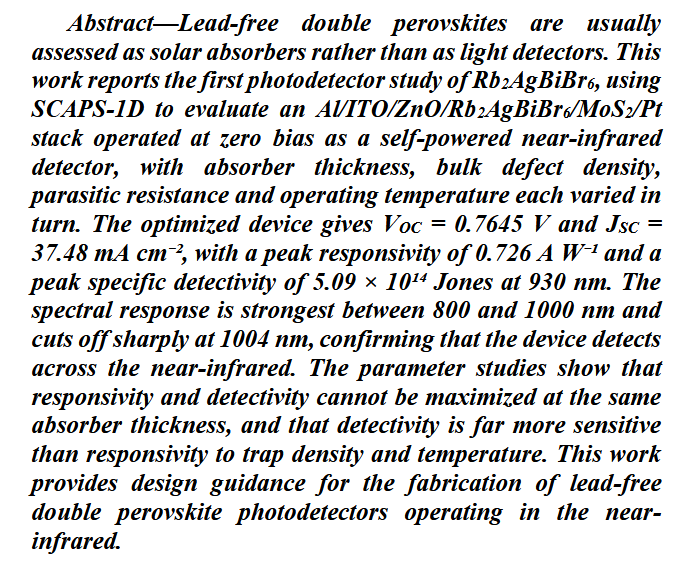 Abstract—Lead-free double perovskites are usually
assessed as solar absorbers rather than as light detectors. This
work reports the first photodetector study of Rb₂AgBiBr₆, using
SCAPS-1D to evaluate an Al/ITO/ZnO/Rb₂AgBiBr₆/MoS₂/Pt
stack operated at zero bias as a self-powered near-infrared
detector, with absorber thickness, bulk defect density,
parasitic resistance and operating temperature each varied in
turn. The optimized device gives VOC = 0.7645 V and JSC =
37.48 mA cm⁻², with a peak responsivity of 0.726 A W⁻¹ and a
peak specific detectivity of 5.09 × 10¹⁴ Jones at 930 nm. The
spectral response is strongest between 800 and 1000 nm and
cuts off sharply at 1004 nm, confirming that the device detects
across the near-infrared. The parameter studies show that
responsivity and detectivity cannot be maximized at the same
absorber thickness, and that detectivity is far more sensitive
than responsivity to trap density and temperature. This work
provides design guidance for the fabrication of lead-free
double perovskite photodetectors operating in the near-
infrared.